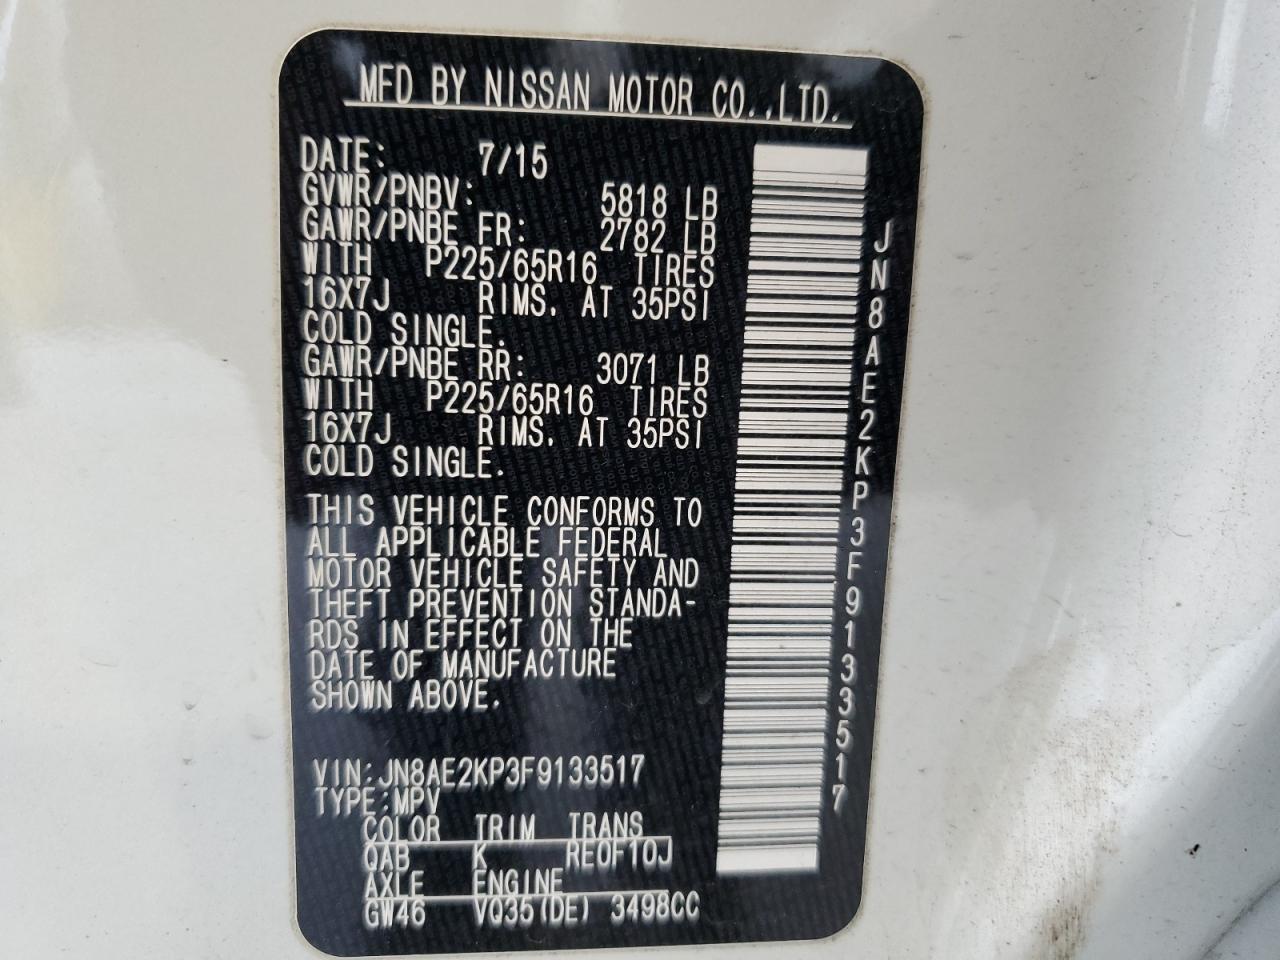 MFD BY NISSAN MOTOR CO.,LTD.
DATE: 7/15
GVWR/PNBV: 5818 LB
GAWR/PNBE FR: 2782 LB
WITH P225/65R16 TIRES
16X7J RIMS. AT 35PSI
COLD SINGLE.
GAWR/PNBE RR: 3071 LB
WITH P225/65R16 TIRES
16X7J RIMS. AT 35PSI
COLD SINGLE.
THIS VEHICLE CONFORMS TO
ALL APPLICABLE FEDERAL
MOTOR VEHICLE SAFETY AND
THEFT PREVENTION STANDA-
RDS IN EFFECT ON THE
DATE OF MANUFACTURE
SHOWN ABOVE.
VIN:JN8AE2KP3F9133517
TYPE:MPV
COLOR TRIM TRANS
QAB K RE0F10J
AXLE ENGINE
GW46 VQ35(DE) 3498CC
JN8AE2KP3F9133517